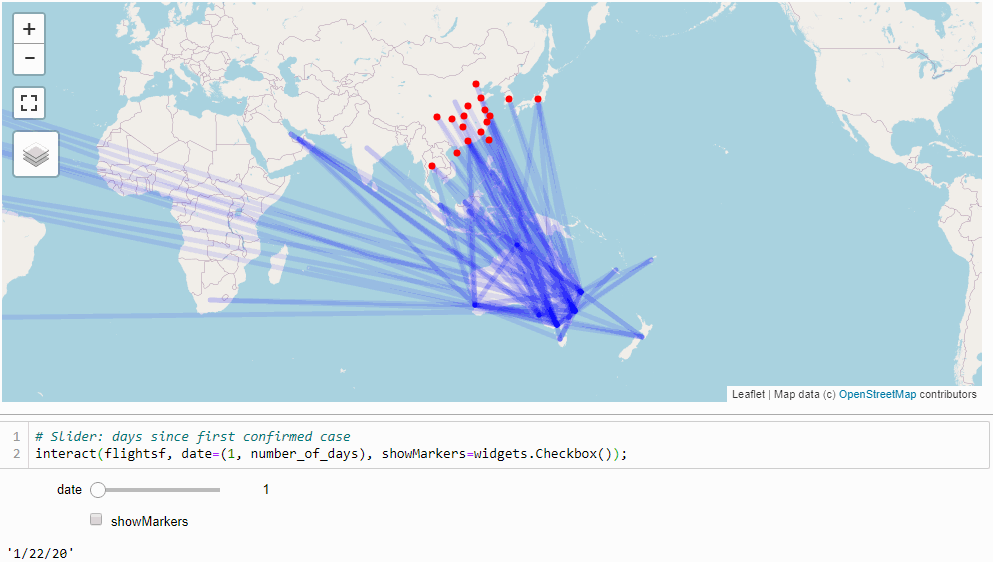 +
−
Leaflet | Map data (c) OpenStreetMap contributors
1 # Slider: days since first confirmed case
2 interact(flightsf, date=(1, number_of_days), showMarkers=widgets.Checkbox());
date 1
showMarkers
'1/22/20'